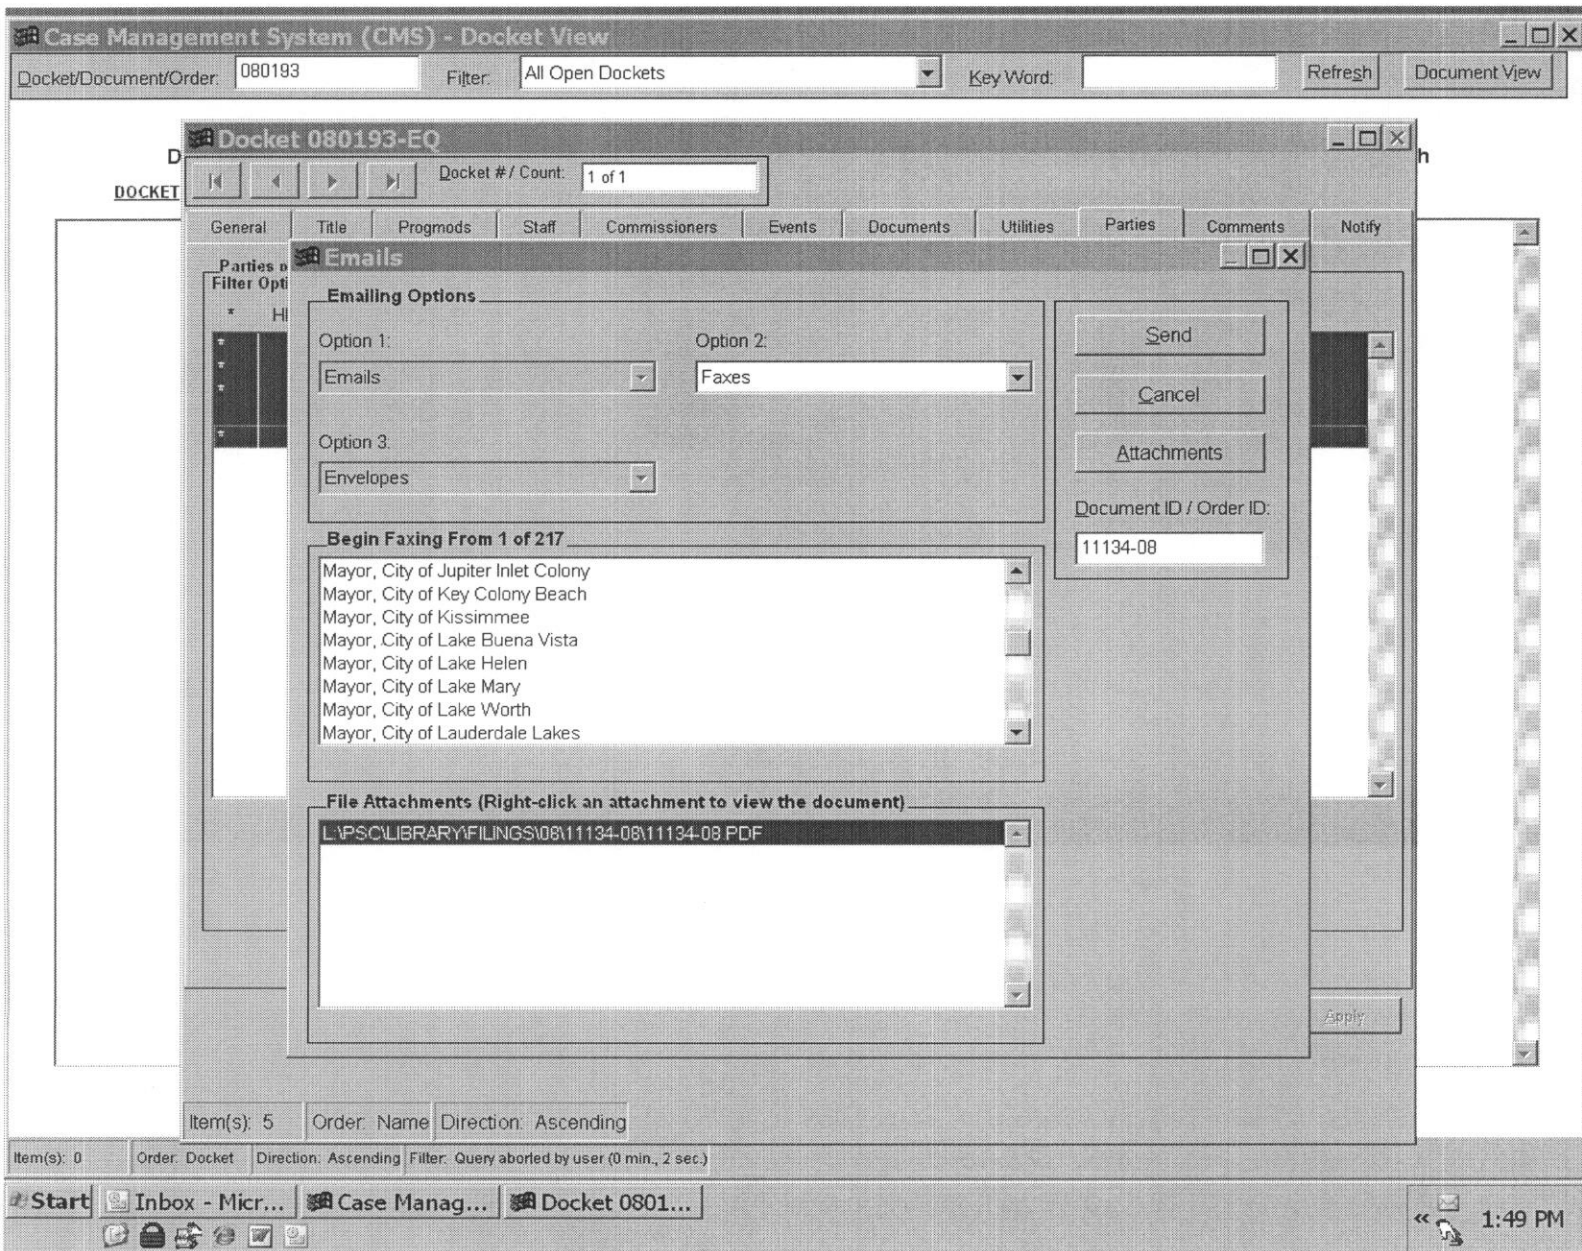 Case Management System (CMS) - Docket View
Docket/Document/Order: 080193 Filter: All Open Dockets Key Word: Refresh Document View
Docket 080193-EQ
D h
DOCKET Docket # / Count: 1 of 1
General Title Progmods Staff Commissioners Events Documents Utilities Parties Comments Notify
Emails
Parties
Filter Opti
* H
Emailing Options
Option 1: Option 2:
Emails Faxes
Option 3:
Envelopes
Send
Cancel
Attachments
Document ID / Order ID:
11134-08
Begin Faxing From 1 of 217
Mayor, City of Jupiter Inlet Colony
Mayor, City of Key Colony Beach
Mayor, City of Kissimmee
Mayor, City of Lake Buena Vista
Mayor, City of Lake Helen
Mayor, City of Lake Mary
Mayor, City of Lake Worth
Mayor, City of Lauderdale Lakes
File Attachments (Right-click an attachment to view the document)
L:\PSC\LIBRARY\FILINGS\08\11134-08\11134-08.PDF
Apply
Item(s): 5 Order: Name Direction: Ascending
Item(s): 0 Order: Docket Direction: Ascending Filter: Query aborted by user (0 min., 2 sec.)
Start Inbox - Micr... Case Manag... Docket 0801...
« 1:49 PM